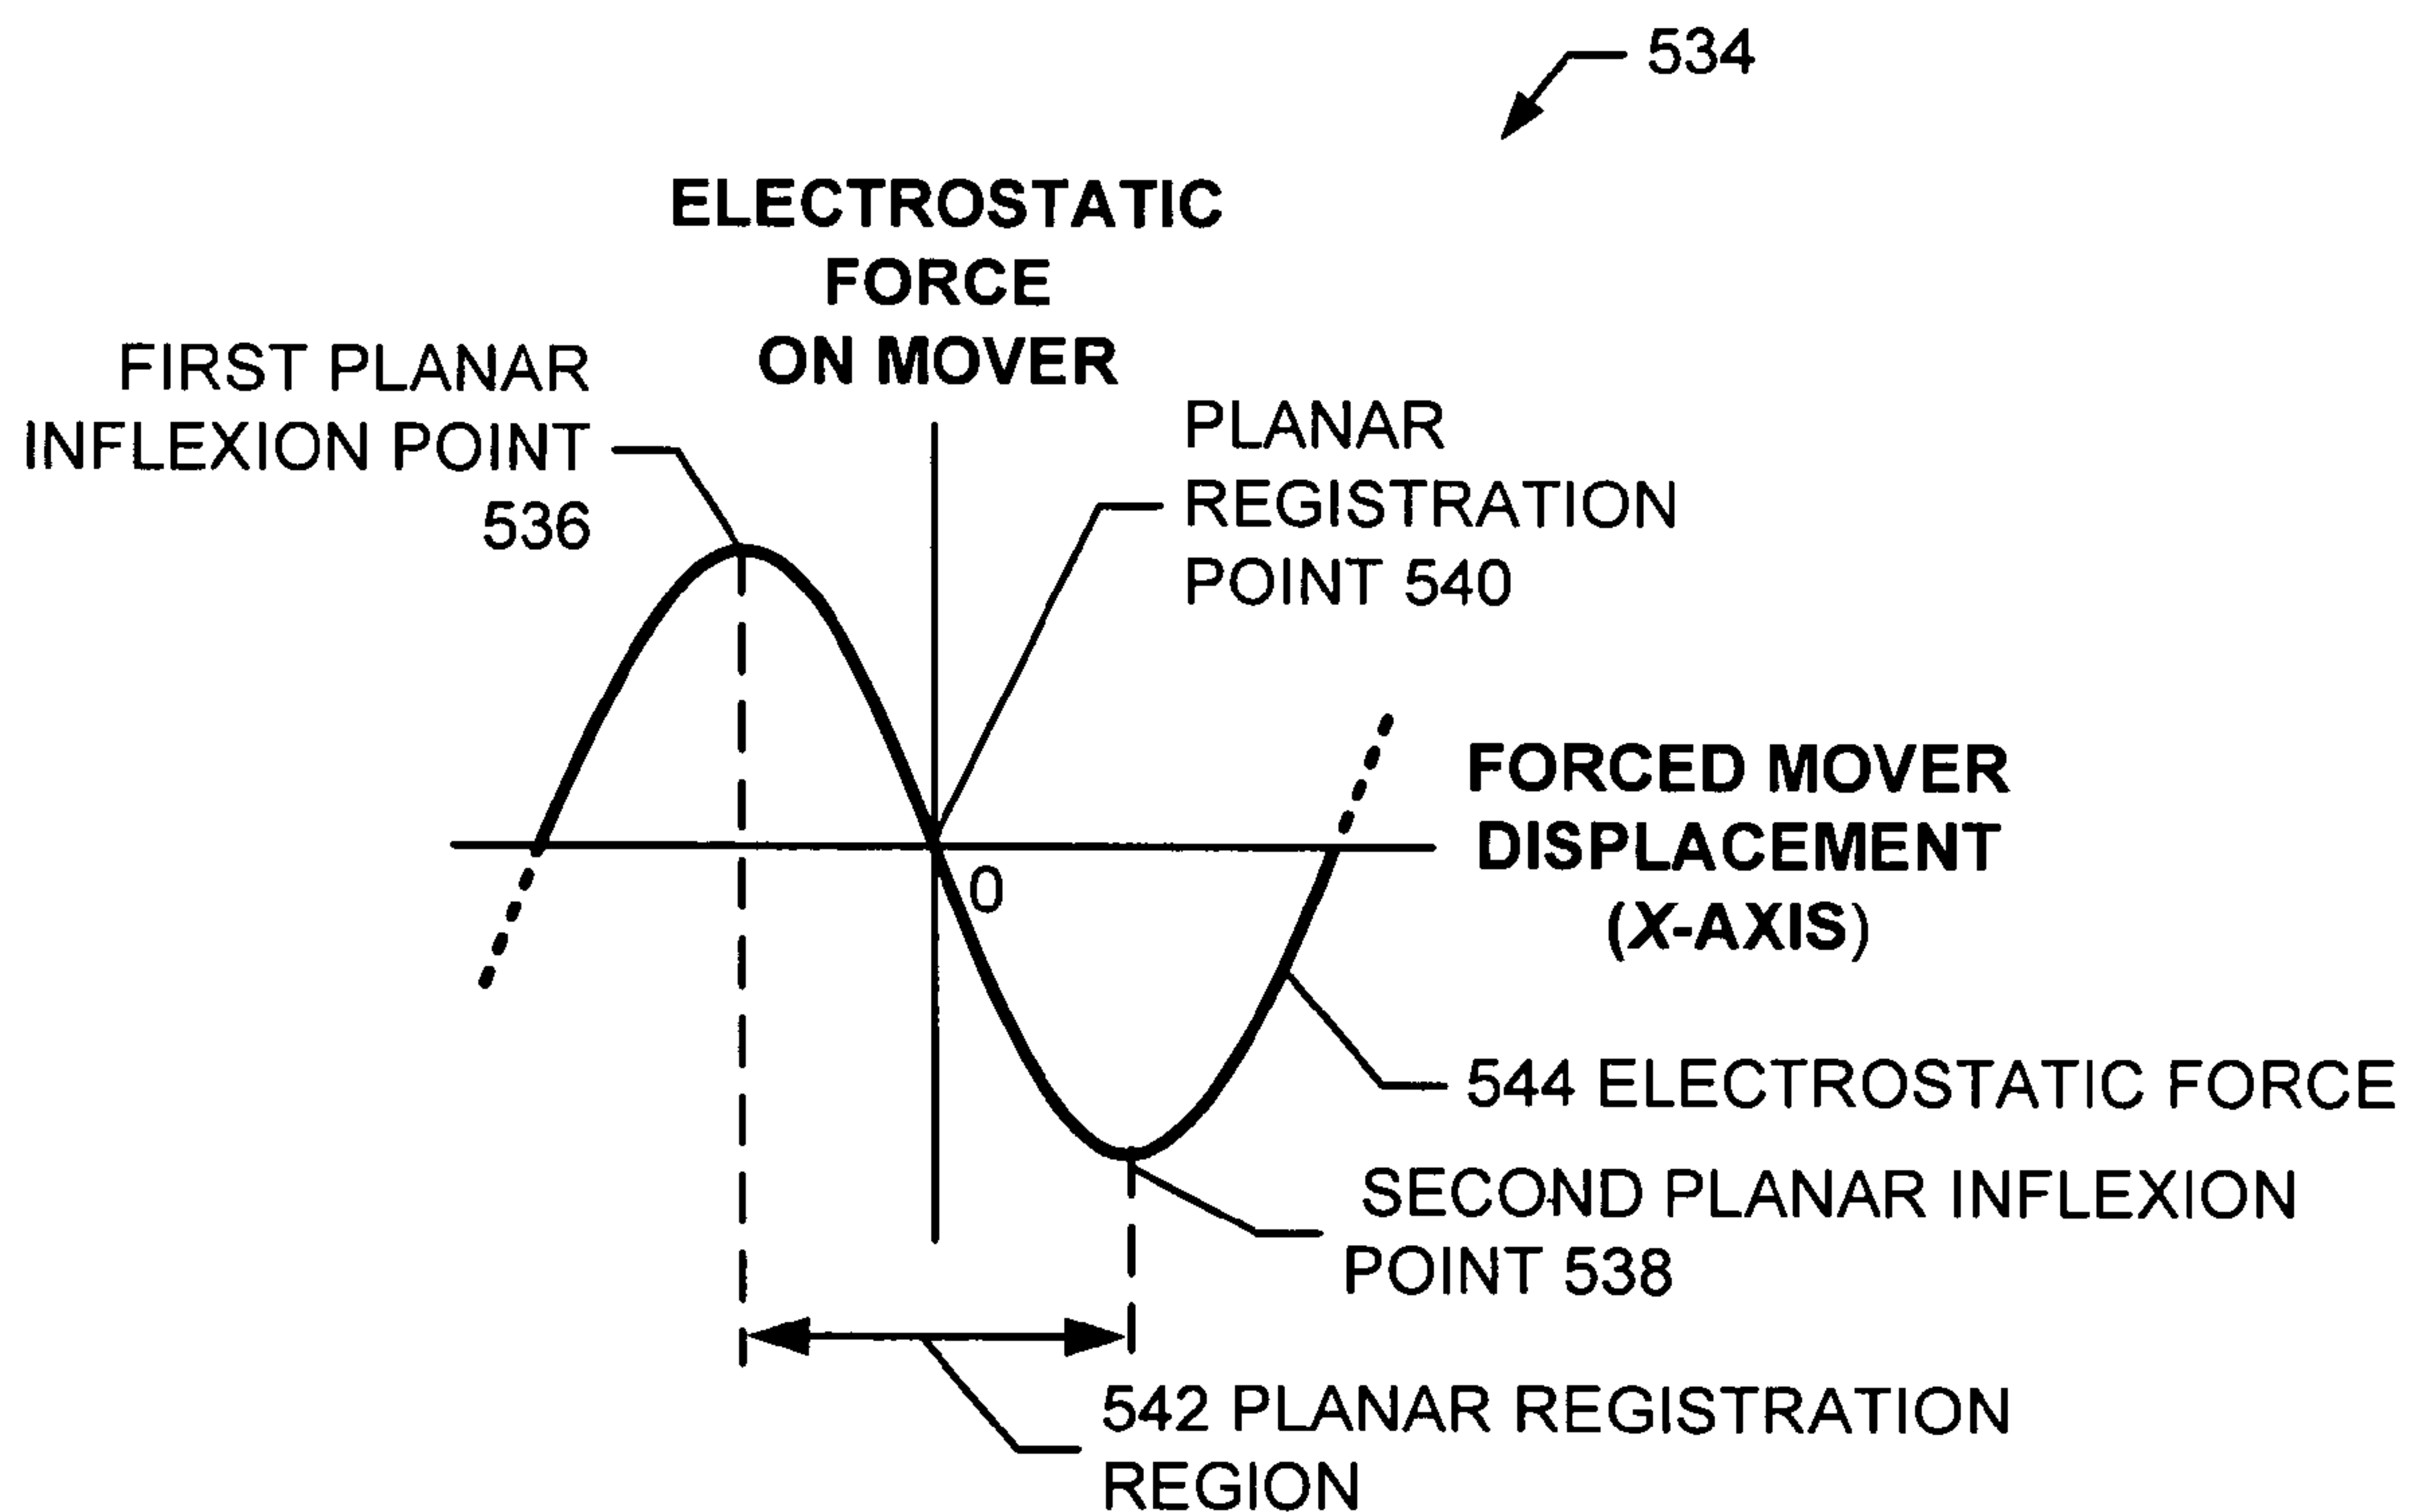 534
ELECTROSTATIC
FORCE
ON MOVER
FIRST PLANAR
INFLEXION POINT
536
PLANAR
REGISTRATION
POINT 540
FORCED MOVER
DISPLACEMENT
(X-AXIS)
0
544 ELECTROSTATIC FORCE
SECOND PLANAR INFLEXION
POINT 538
542 PLANAR REGISTRATION
REGION